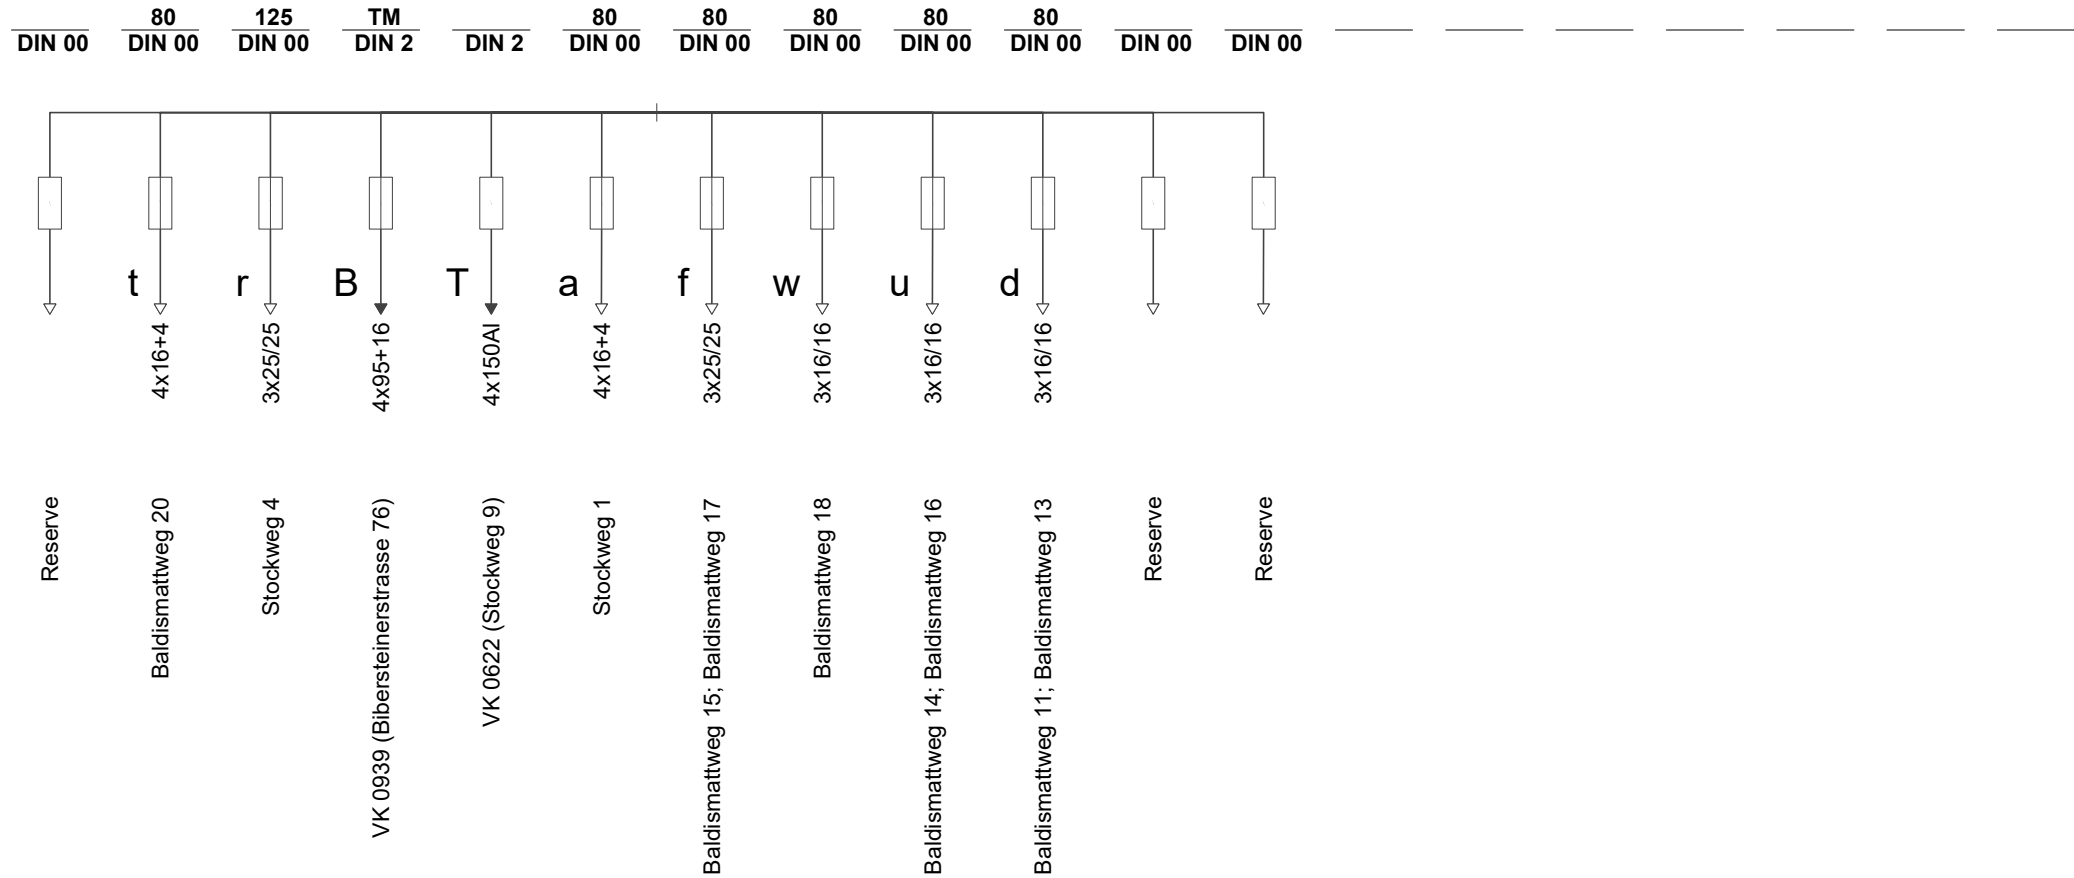 80 125 TM 80 80 80 80 80
DIN 00 DIN 00 DIN 00 DIN 2 DIN 2 DIN 00 DIN 00 DIN 00 DIN 00 DIN 00 DIN 00 DIN 00
t r B T a f w u d
4x16+4
3x25/25
4x95+16
4x150Al
4x16+4
3x25/25
3x16/16
3x16/16
3x16/16
Reserve
Baldismattweg 20
Stockweg 4
VK 0939 (Bibersteinerstrasse 76)
VK 0622 (Stockweg 9)
Stockweg 1
Baldismattweg 15; Baldismattweg 17
Baldismattweg 18
Baldismattweg 14; Baldismattweg 16
Baldismattweg 11; Baldismattweg 13
Reserve
Reserve